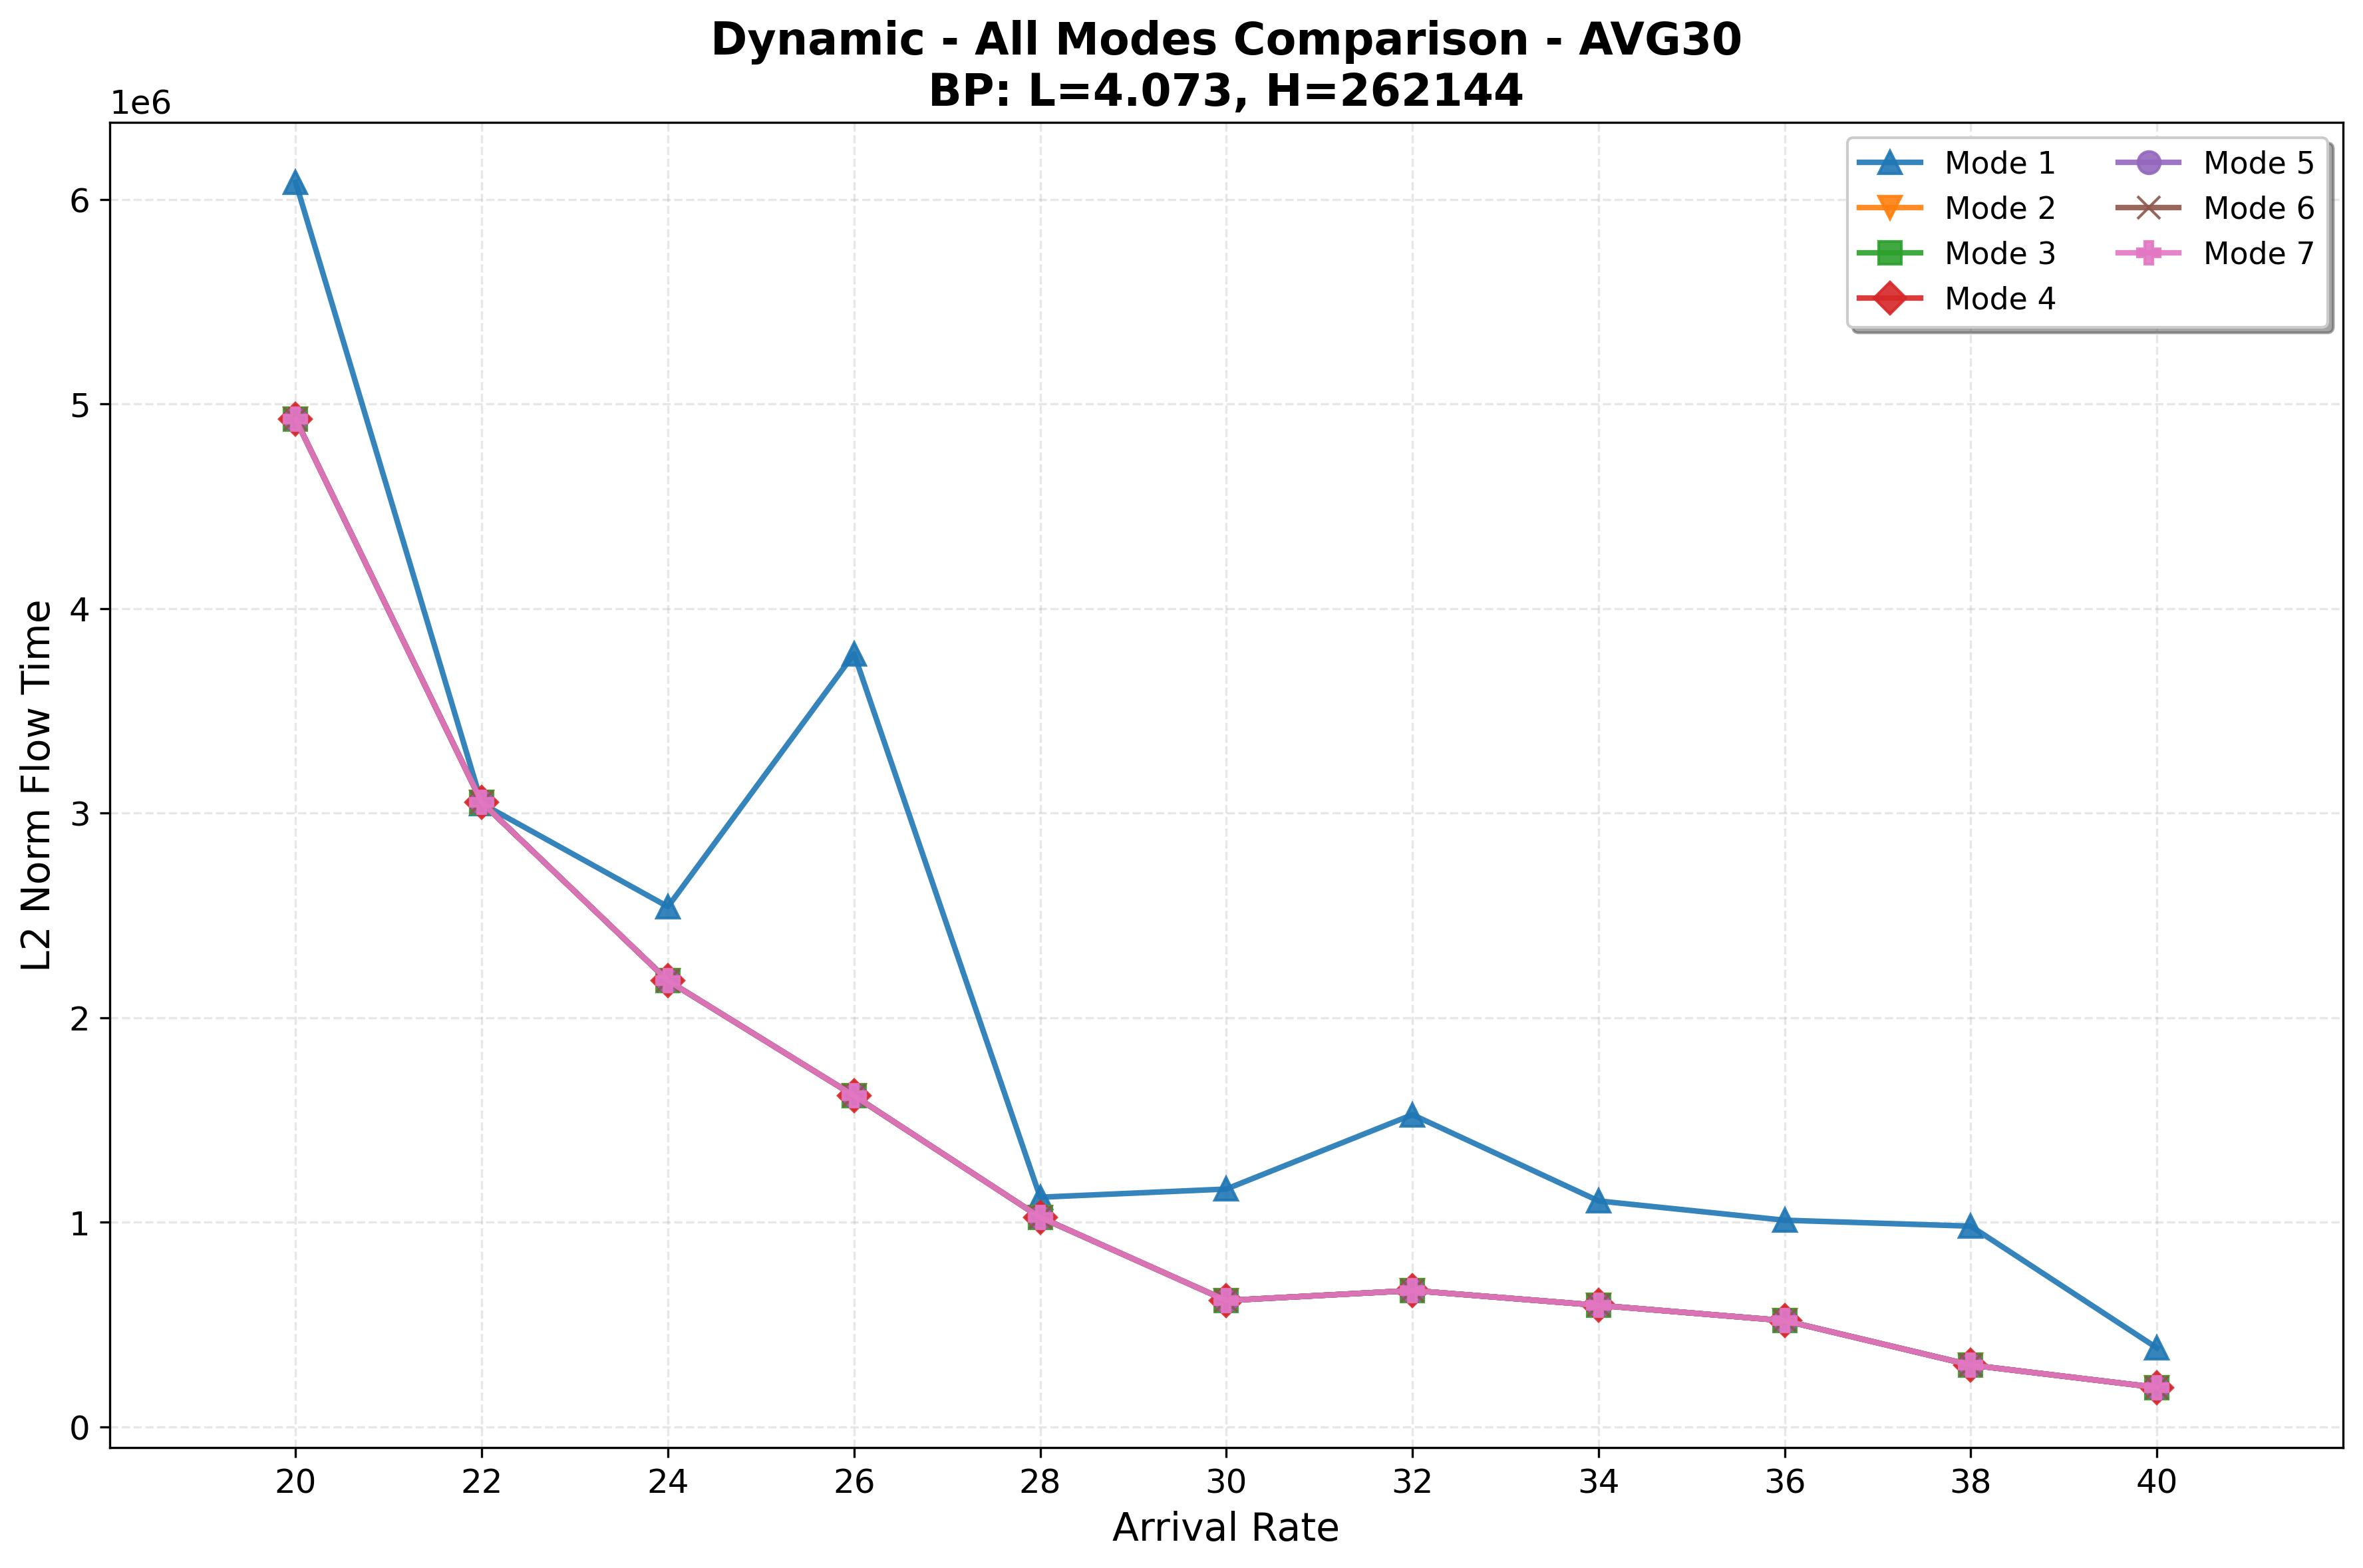 Dynamic - All Modes Comparison - AVG30
BP: L=4.073, H=262144
1e6
Mode 1
Mode 2
Mode 3
Mode 4
Mode 5
Mode 6
Mode 7
L2 Norm Flow Time
6
5
4
3
2
1
0
20 22 24 26 28 30 32 34 36 38 40
Arrival Rate